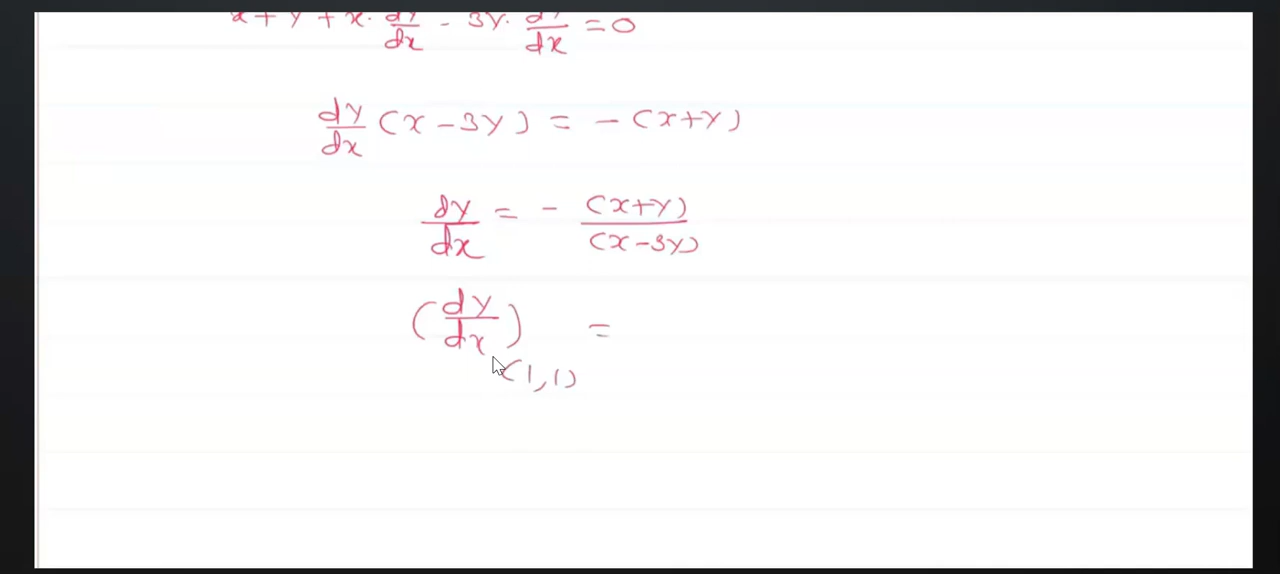 x + y + x. dy/dx - 3y. dy/dx = 0
dy/dx (x - 3y) = - (x+y)
dy/dx = - (x+y)/(x-3y)
(dy/dx)(1,1) =